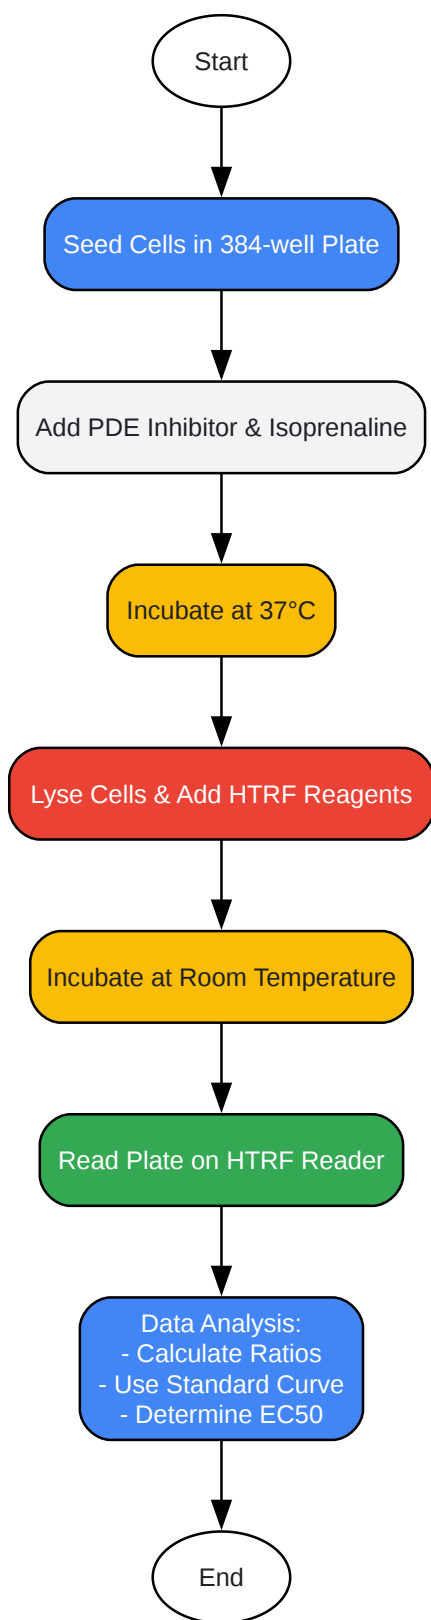 Start
Seed Cells in 384-well Plate
Add PDE Inhibitor & Isoprenaline
Incubate at 37°C
Lyse Cells & Add HTRF Reagents
Incubate at Room Temperature
Read Plate on HTRF Reader
Data Analysis:
- Calculate Ratios
- Use Standard Curve
- Determine EC50
End